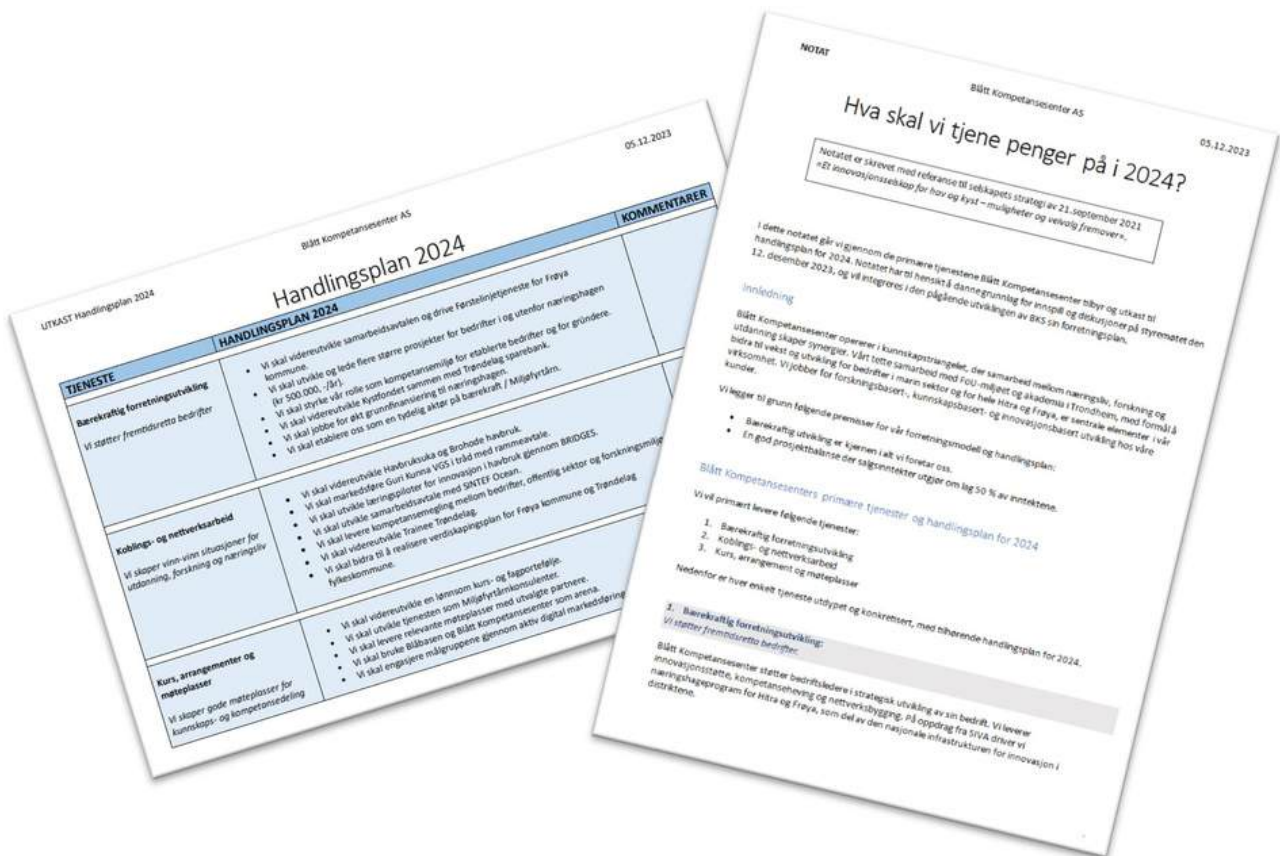 UTKAST Handlingsplan 2024
Blått Kompetansesenter AS
05.12.2023
Handlingsplan 2024
TJENESTE
HANDLINGSPLAN 2024
KOMMENTARER
Bærekraftig forretningsutvikling
Vi støtter fremtidsretta bedrifter
Vi skal videreutvikle samarbeidsavtalen og drive Førstelinjetjeneste for Frøya
kommune.
Vi skal utvikle og lede flere større prosjekter for bedrifter i og utenfor næringshagen
(kr 500.000, -/år).
Vi skal styrke vår rolle som kompetansemiljø for etablerte bedrifter og for gründere.
Vi skal videreutvikle Kystfondet sammen med Trøndelag sparebank.
Vi skal jobbe for økt grunnfinansiering til næringshagen.
Vi skal etablere oss som en tydelig aktør på bærekraft / Miljøfyrtårn.
Koblings- og nettverksarbeid
Vi skaper vinn-vinn situasjoner for
utdanning, forskning og næringsliv
Vi skal videreutvikle Havbruksuka og Brohode havbruk.
Vi skal markedsføre Guri Kunna VGS i tråd med rammeavtale.
Vi skal utvikle læringspiloter for innovasjon i havbruk gjennom BRIDGES.
Vi skal utvikle samarbeidsavtale med SINTEF Ocean.
Vi skal levere kompetansemegling mellom bedrifter, offentlig sektor og forskningsmiljø
Vi skal videreutvikle Trainee Trøndelag.
Vi skal bidra til å realisere verdiskapingsplan for Frøya kommune og Trøndelag
fylkeskommune.
Kurs, arrangementer og
møteplasser
Vi skaper gode møteplasser for
kunnskaps- og kompetansedeling
Vi skal videreutvikle en lønnsom kurs- og fagportefølje.
Vi skal utvikle tjenesten som Miljøfyrtårnkonsulenter.
Vi skal levere relevante møteplasser med utvalgte partnere.
Vi skal bruke Blåbasen og Blått Kompetansesenter som arena.
Vi skal engasjere målgruppene gjennom aktiv digital markedsføring
NOTAT
Blått Kompetansesenter AS
05.12.2023
Hva skal vi tjene penger på i 2024?
Notatet er skrevet med referanse til selskapets strategi av 21.september 2021
«Et innovasjonsselskap for hav og kyst – muligheter og veivalg fremover».
I dette notatet går vi gjennom de primære tjenestene Blått Kompetansesenter tilbyr og utkast til
handlingsplan for 2024. Notatet har til hensikt å danne grunnlag for innspill og diskusjoner på styremøtet den
12. desember 2023, og vil integreres i den pågående utviklingen av BKS sin forretningsplan.
Innledning
Blått Kompetansesenter opererer i kunnskapstriangelet, der samarbeid mellom næringsliv, forskning og
utdanning skaper synergier. Vårt tette samarbeid med FoU-miljøet og akademia i Trondheim, med formål å
bidra til vekst og utvikling for bedrifter i marin sektor og for hele Hitra og Frøya, er sentrale elementer i vår
virksomhet. Vi jobber for forskningsbasert-, kunnskapsbasert- og innovasjonsbasert utvikling hos våre
kunder.
Vi legger til grunn følgende premisser for vår forretningsmodell og handlingsplan:
Bærekraftig utvikling er kjernen i alt vi foretar oss.
En god prosjektbalanse der salgsinntekter utgjør om lag 50 % av inntektene.
Blått Kompetansesenters primære tjenester og handlingsplan for 2024
Vi vil primært levere følgende tjenester:
1. Bærekraftig forretningsutvikling
2. Koblings- og nettverksarbeid
3. Kurs, arrangement og møteplasser
Nedenfor er hver enkelt tjeneste utdypet og konkretisert, med tilhørende handlingsplan for 2024.
1. Bærekraftig forretningsutvikling:
Vi støtter fremtidsretta bedrifter.
Blått Kompetansesenter støtter bedriftsledere i strategisk utvikling av sin bedrift. Vi leverer
innovasjonsstøtte, kompetanseheving og nettverksbygging. På oppdrag fra SIVA driver vi
næringshageprogram for Hitra og Frøya, som del av den nasjonale infrastrukturen for innovasjon i
distriktene.